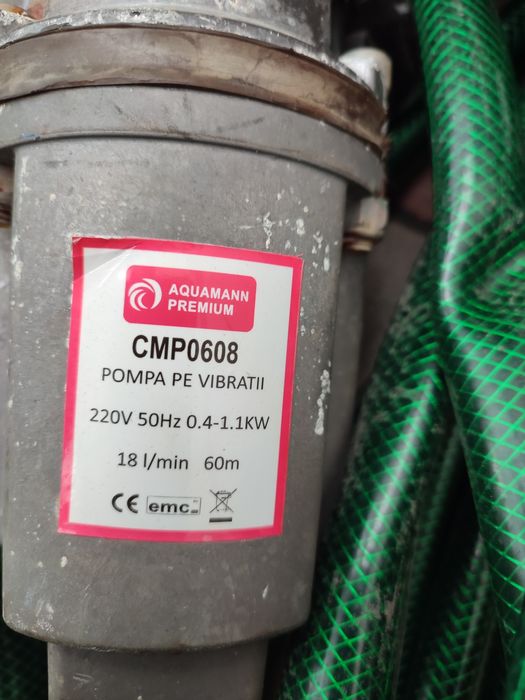 AQUAMANN
PREMIUM
CMP0608
POMPA PE VIBRATII
220V 50Hz 0.4-1.1KW
18 l/min 60m
CE emc